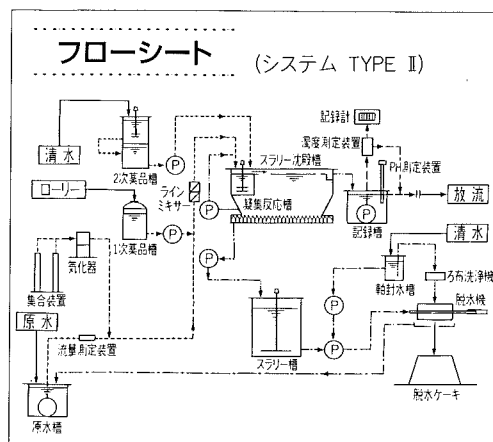 フローシート
(システム TYPE Ⅱ)
記録計
濁度測定装置
PH測定装置
清水
2次薬品槽
P
ライン
ミキサー
スラリー沈殿槽
凝集反応槽
P
P
記録槽
放流
ローリー
1次薬品槽
P
清水
気化器
集合装置
P
軸封水槽
ろ布洗浄機
脱水機
原水
流量測定装置
P
P
スラリー槽
原水槽
脱水ケーキ